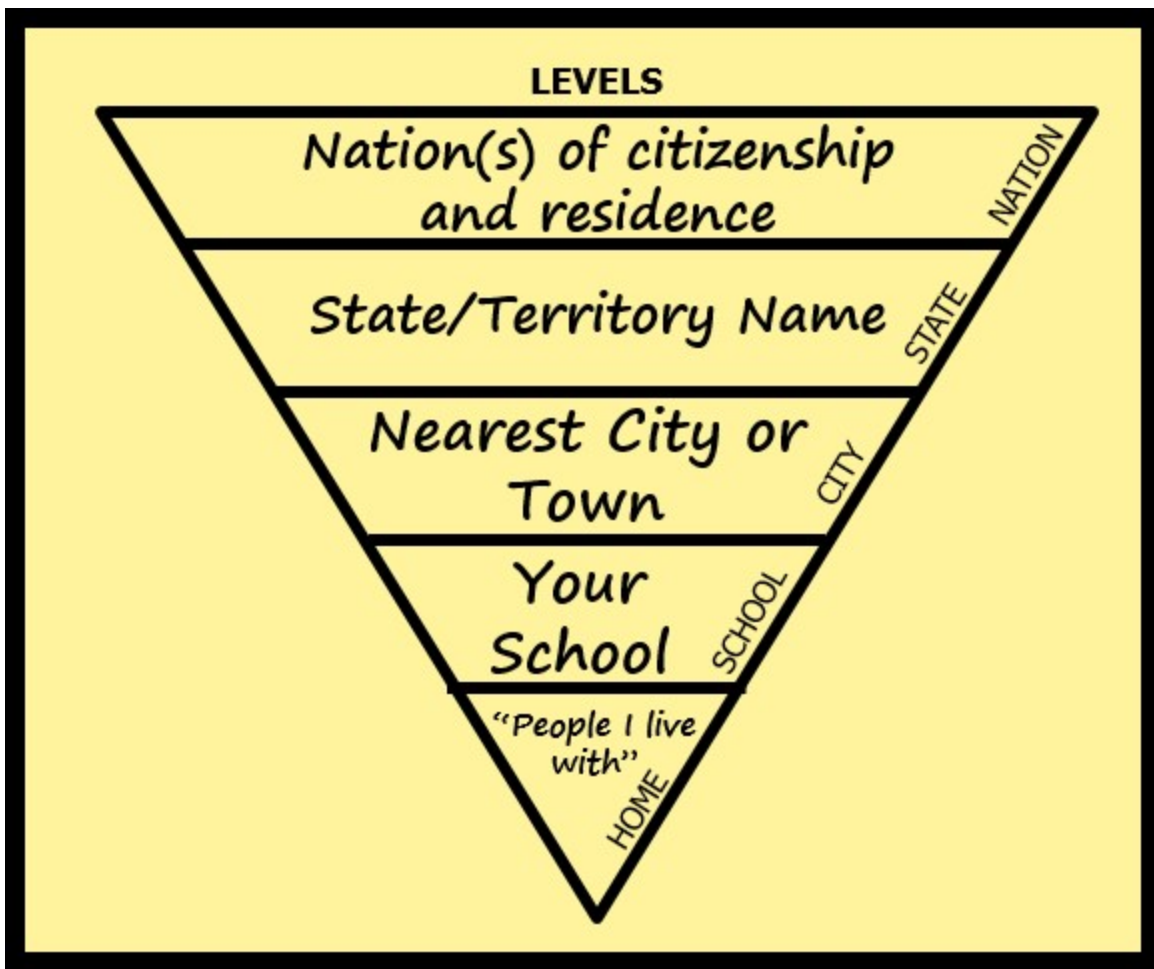 LEVELS
Nation(s) of citizenship
and residence
NATION
State/Territory Name
STATE
Nearest City or
Town
CITY
Your
School
SCHOOL
“People I live
with”
HOME